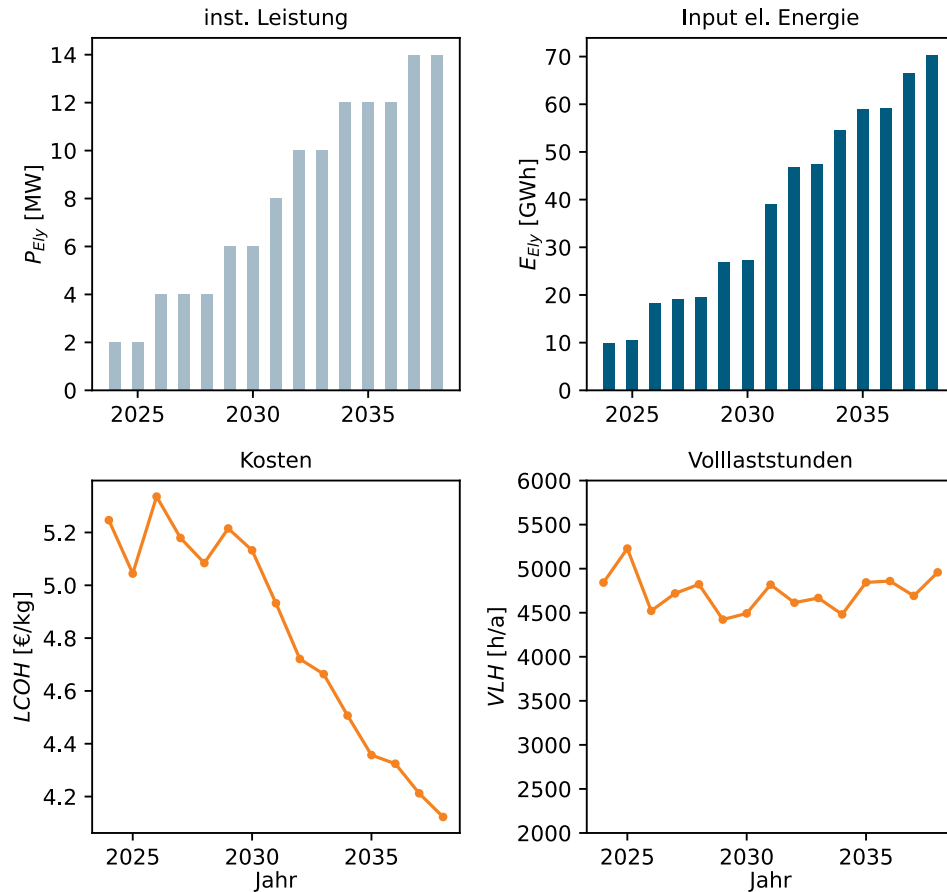 inst. Leistung
P_Ely [MW]
14
12
10
8
6
4
2
0
2025 2030 2035
Input el. Energie
E_Ely [GWh]
70
60
50
40
30
20
10
0
2025 2030 2035
Kosten
LCOH [€/kg]
5.2
5.0
4.8
4.6
4.4
4.2
2025 2030 2035
Jahr
Volllaststunden
VLH [h/a]
6000
5500
5000
4500
4000
3500
3000
2500
2000
2025 2030 2035
Jahr